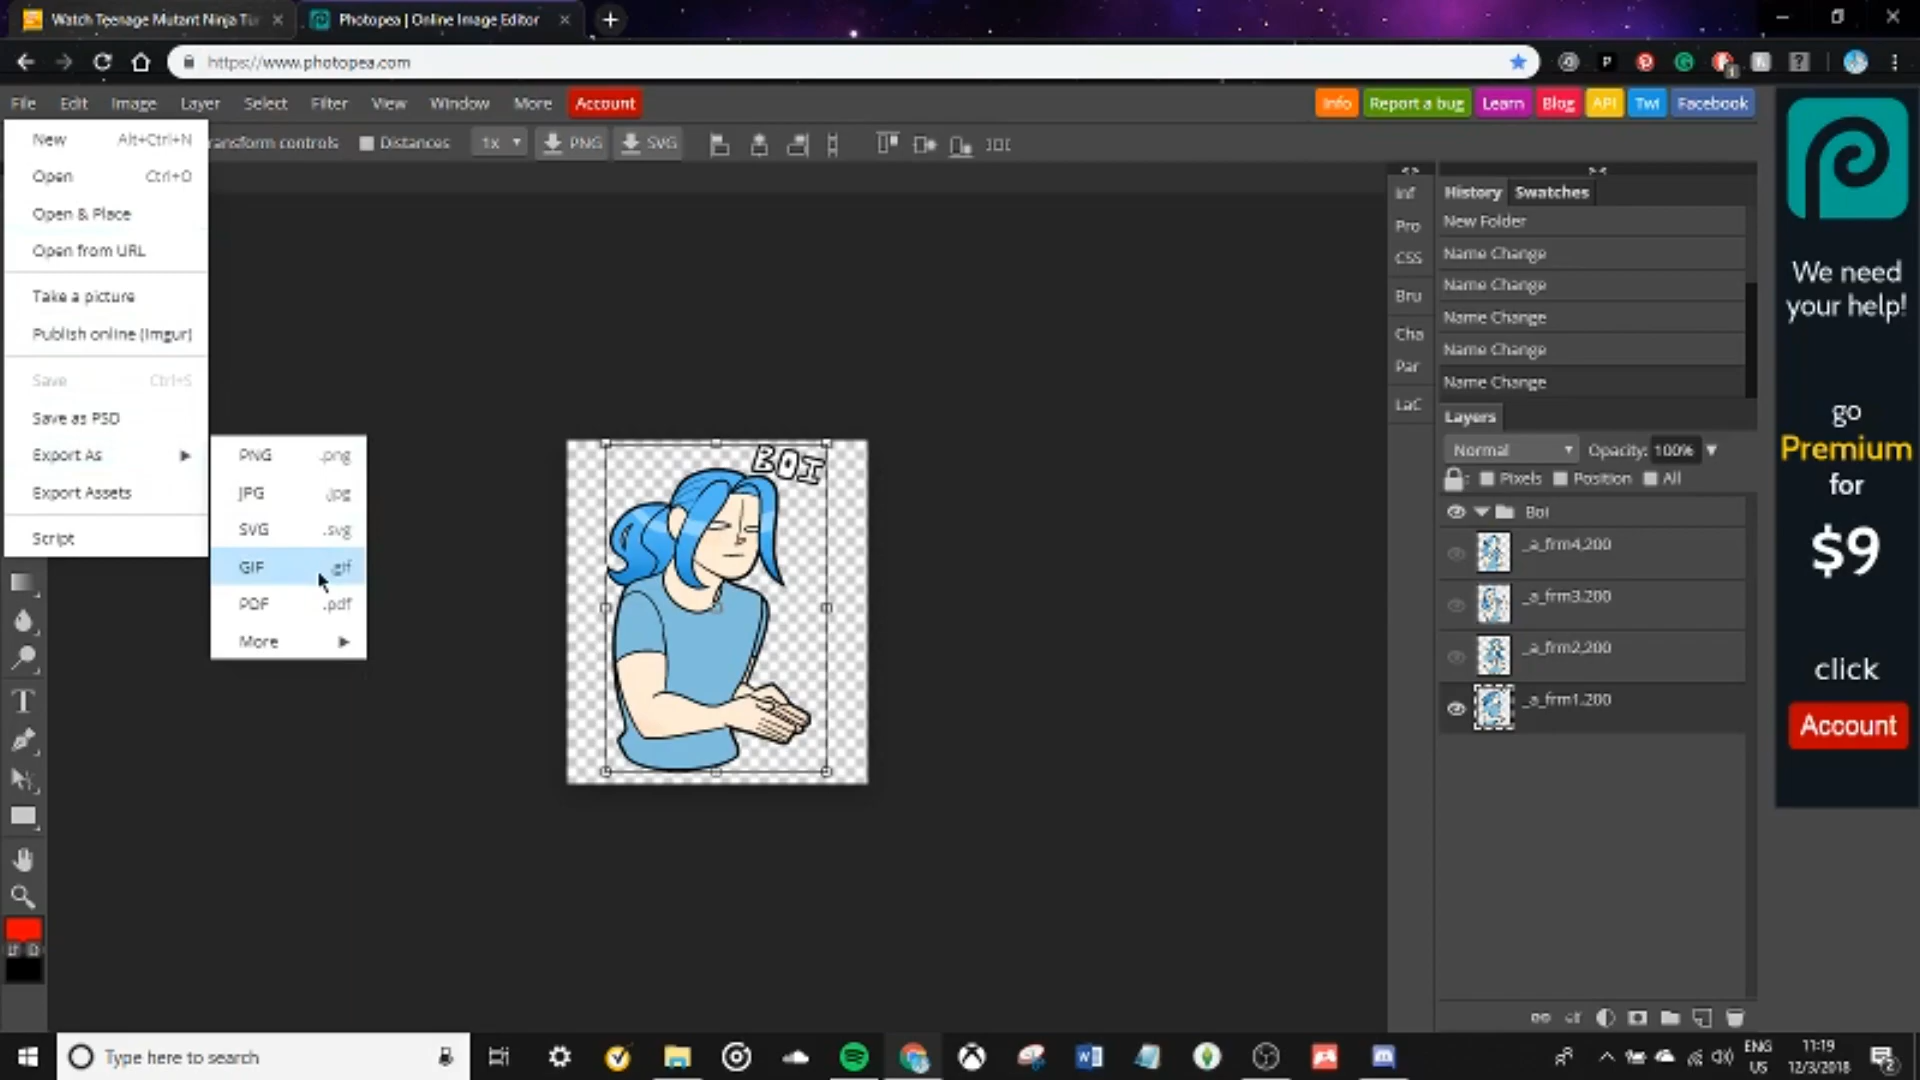 Watch Teenage Mutant Ninja Tur
Photopea | Online Image Editor
https://www.photopea.com
File Edit Image Layer Select Filter View Window More Account
Info Report a bug Learn Blog API Twi Facebook
New Alt+Ctrl+N
Open Ctrl+O
Open & Place
Open from URL
Take a picture
Publish online (Imgur)
Save Ctrl+S
Save as PSD
Export As
Export Assets
Script
PNG .png
JPG .jpg
SVG .svg
GIF .gif
PDF .pdf
More
ransform controls Distances 1x PNG SVG
BOI
Inf
Pro
CSS
Bru
Cha
Par
LaC
History Swatches
New Folder
Name Change
Name Change
Name Change
Name Change
Name Change
Layers
Normal Opacity: 100%
: Pixels Position All
Boi
_a_frm4,200
_a_frm3.200
_a_frm2,200
_a_frm1.200
We need
your help!
go
Premium
for
$9
click
Account
Type here to search
ENG
US
11:19
12/3/2018
2